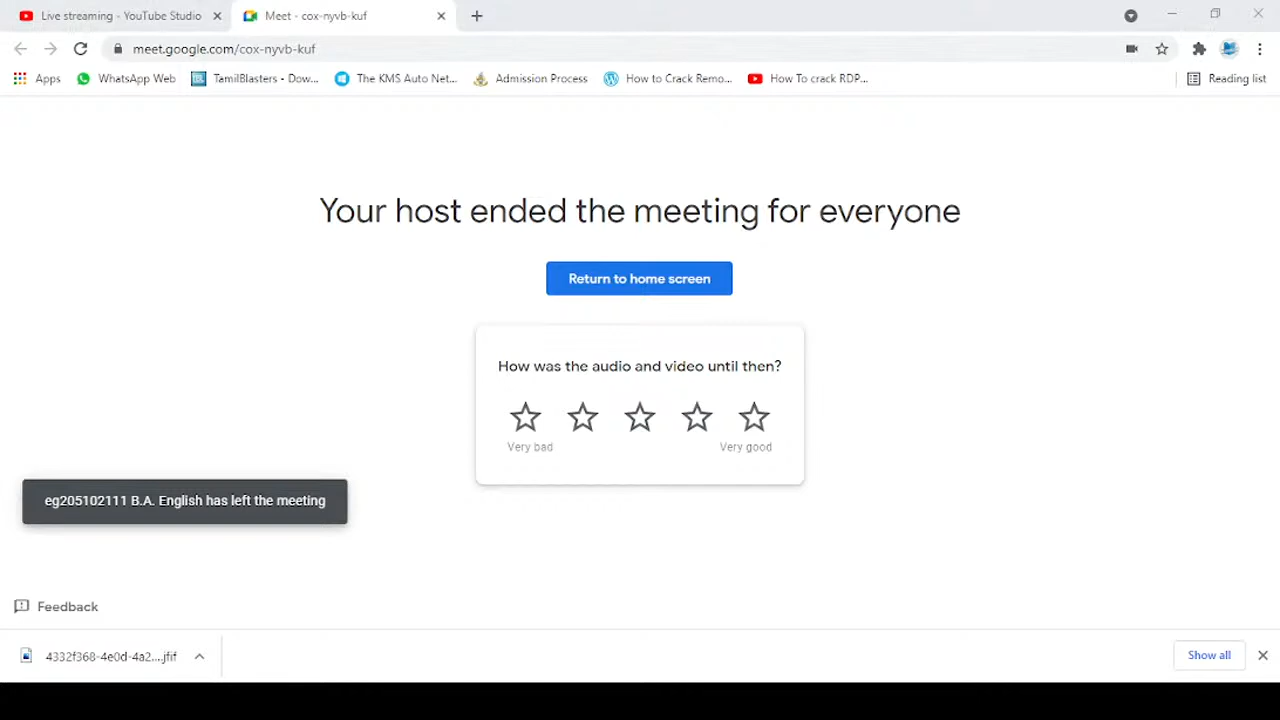 Live streaming - YouTube Studio
Meet - cox-nyvb-kuf
meet.google.com/cox-nyvb-kuf
Apps
WhatsApp Web
TamilBlasters - Dow...
The KMS Auto Net...
Admission Process
How to Crack Remo...
How To crack RDP...
Reading list
Your host ended the meeting for everyone
Return to home screen
How was the audio and video until then?
Very bad
Very good
eg205102111 B.A. English has left the meeting
Feedback
4332f368-4e0d-4a2....jfif
Show all